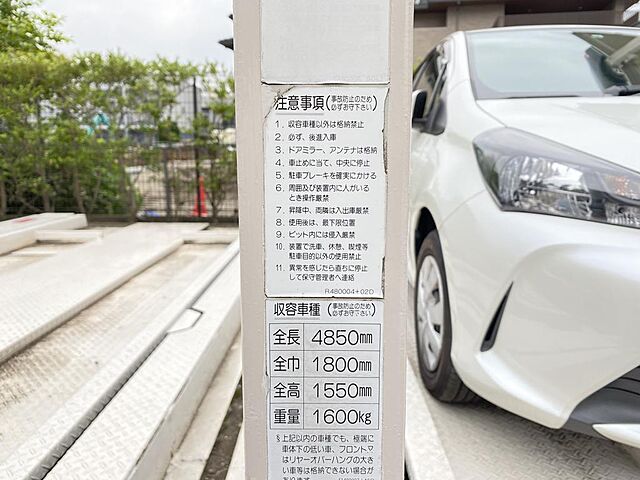 注意事項（事故防止のため
必ずお守下さい）
1. 収容車種以外は格納禁止
2. 必ず、後進入庫
3. ドアミラー、アンテナは格納
4. 車止めに当て、中央に停止
5. 駐車ブレーキを確実にかける
6. 周囲及び装置内に人がいる
とき操作厳禁
7. 昇降中、両隣は入出庫厳禁
8. 使用後は、最下限位置
9. ピット内には侵入厳禁
10. 装置で洗車、休憩、喫煙等
駐車目的以外の使用禁止
11. 異常を感じたら直ちに停止
して保守管理者へ連絡
R480004+02D
収容車種（事故防止のため
必ずお守下さい）
全長 4850mm
全巾 1800mm
全高 1550mm
重量 1600kg
§上記以内の車種でも、極端に
車体下の低い車、フロント又
はリヤーオーバーハングの大き
い車等は格納できない場合が